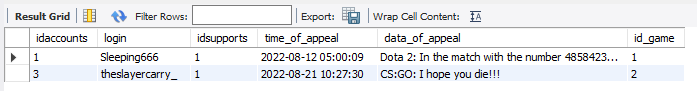 Result Grid Filter Rows: Export: Wrap Cell Content: IA
idaccounts login idsupports time_of_appeal data_of_appeal id_game
1 Sleeping666 1 2022-08-12 05:00:09 Dota 2: In the match with the number 4858423... 1
3 theslayercarry_ 1 2022-08-21 10:27:30 CS:GO: I hope you die!!! 2